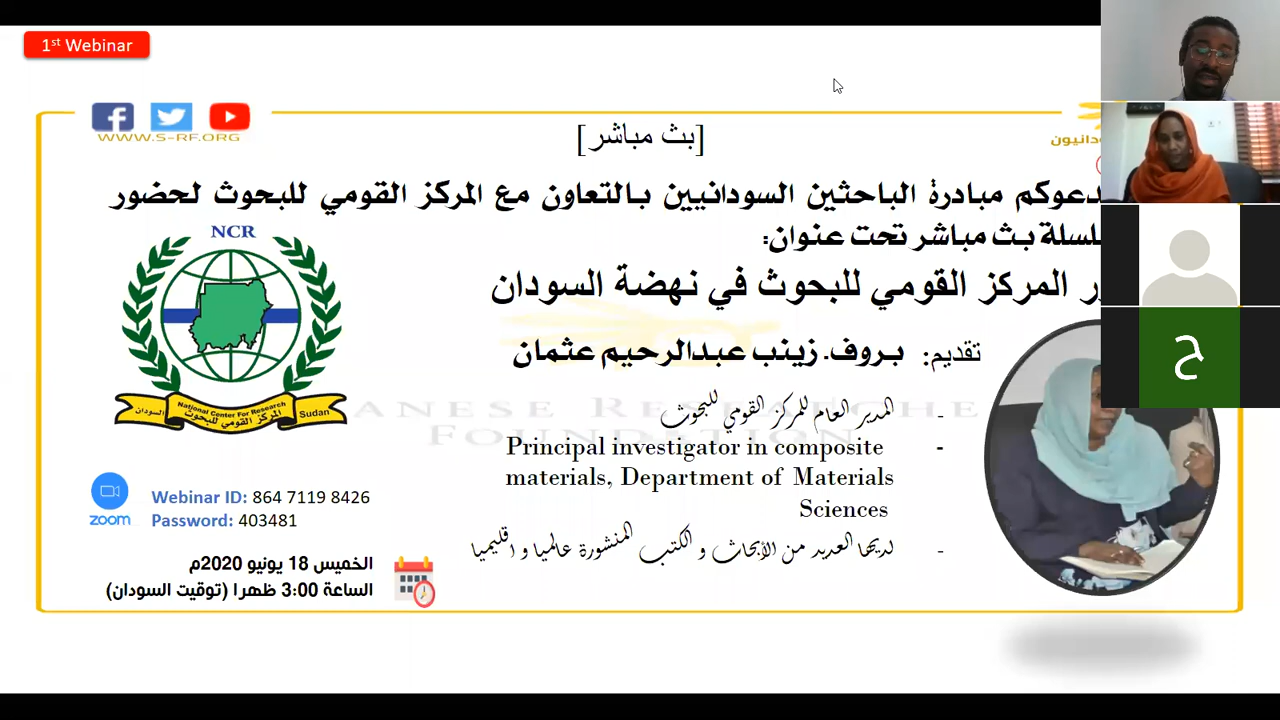 1st Webinar
WWW.S-RF.ORG
[بث مباشر]
دعوكم مبادرة الباحثين السودانيين بالتعاون مع المركز القومي للبحوث لحضور
لسلة بث مباشر تحت عنوان:
ر المركز القومي للبحوث في نهضة السودان
تقديم: بروف. زينب عبدالرحيم عثمان
- المدير العام للمركز القومي للبحوث
- Principal investigator in composite
materials, Department of Materials
Sciences
- لديها العديد من الأبحاث و الكتب المنشورة عالميا و اقليميا
NCR
National Center For Research
السودان المركز القومي للبحوث Sudan
zoom
Webinar ID: 864 7119 8426
Password: 403481
الخميس 18 يونيو 2020م
الساعة 3:00 ظهرا (توقيت السودان)
دانيون
ح
ANESE RESEARCHE
FOUNDATION